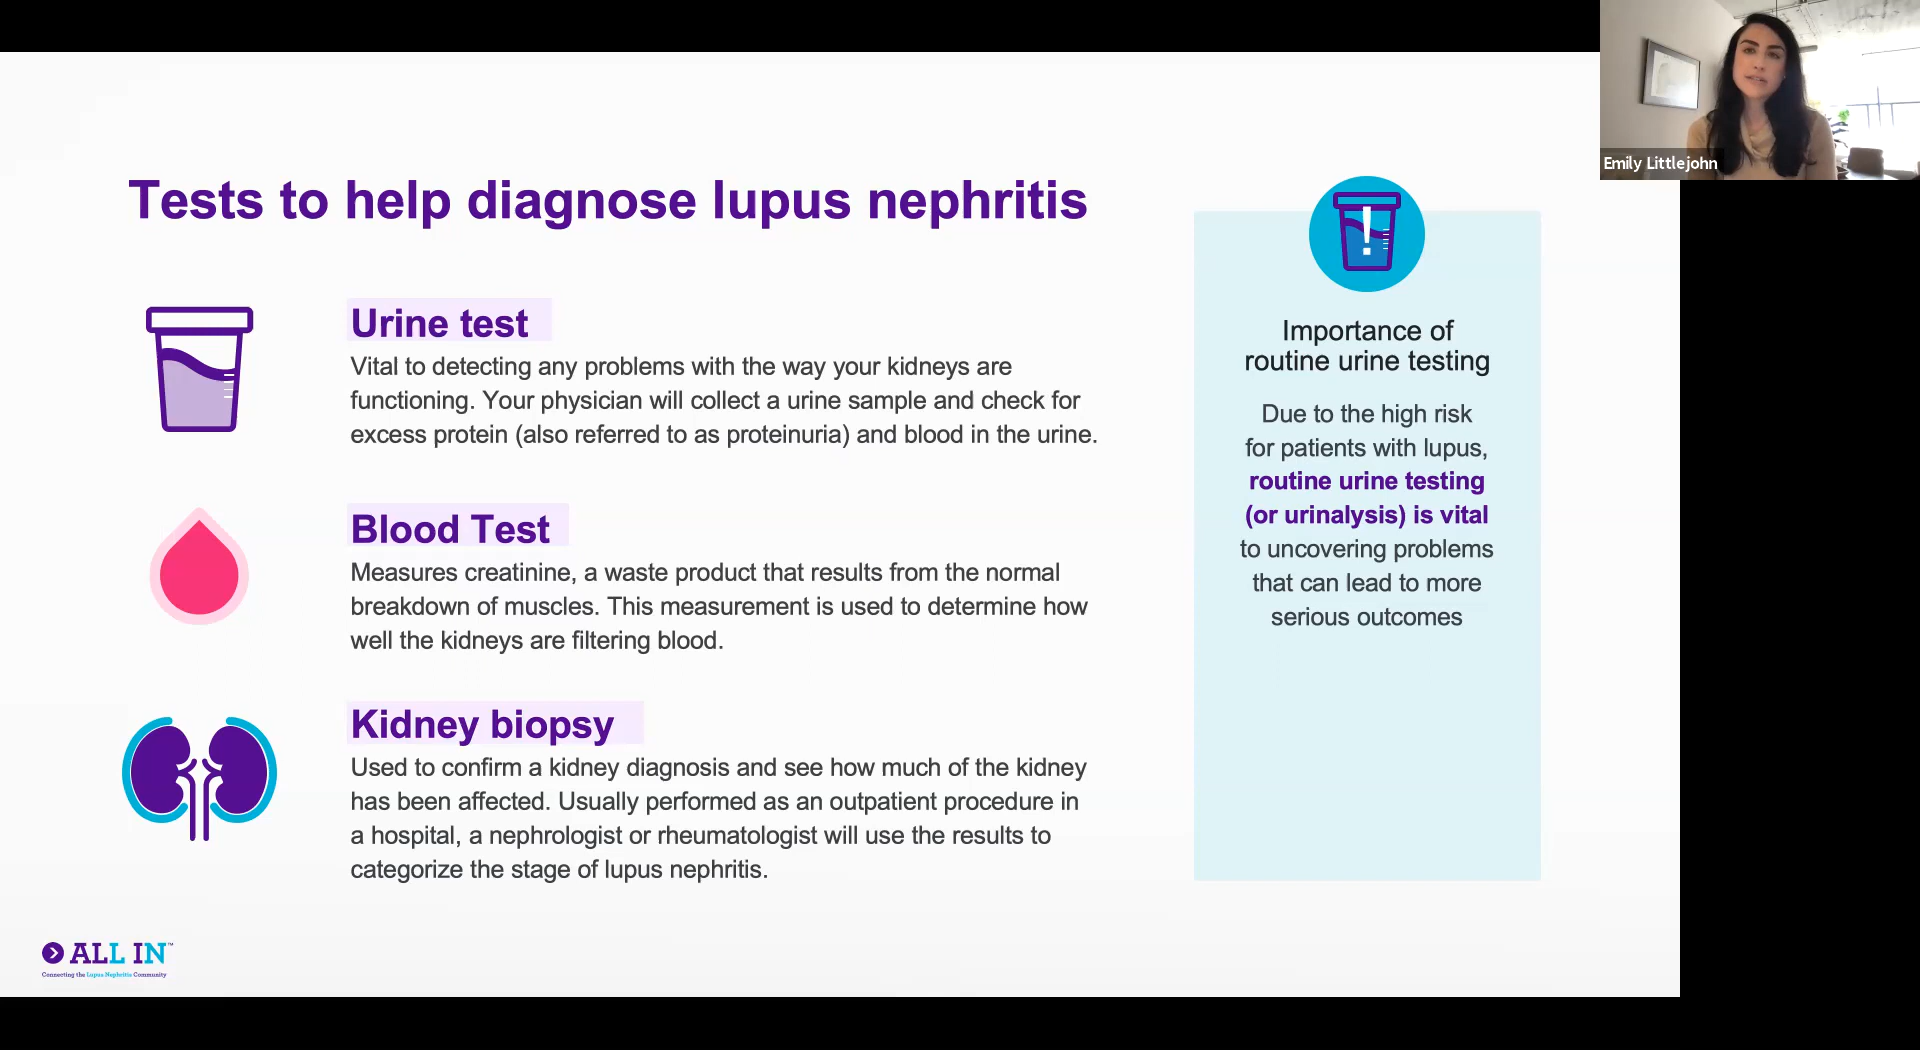 Emily Littlejohn
Tests to help diagnose lupus nephritis
Urine test
Vital to detecting any problems with the way your kidneys are
functioning. Your physician will collect a urine sample and check for
excess protein (also referred to as proteinuria) and blood in the urine.
Blood Test
Measures creatinine, a waste product that results from the normal
breakdown of muscles. This measurement is used to determine how
well the kidneys are filtering blood.
Kidney biopsy
Used to confirm a kidney diagnosis and see how much of the kidney
has been affected. Usually performed as an outpatient procedure in
a hospital, a nephrologist or rheumatologist will use the results to
categorize the stage of lupus nephritis.
!
Importance of
routine urine testing
Due to the high risk
for patients with lupus,
routine urine testing
(or urinalysis) is vital
to uncovering problems
that can lead to more
serious outcomes
ALL IN™
Connecting the Lupus Nephritis Community